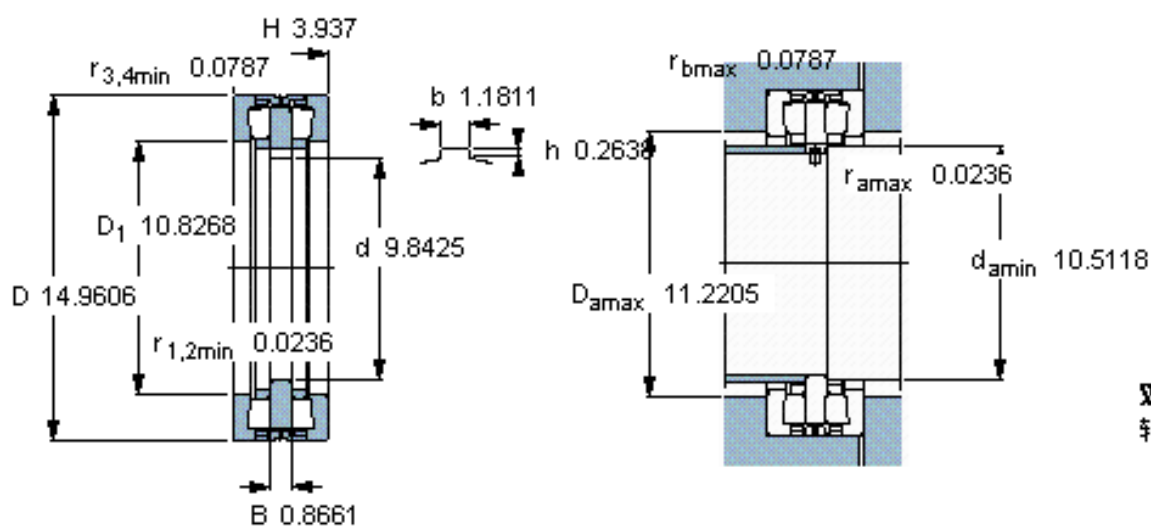 H 3.937
r3,4min 0.0787
b 1.1811
h 0.2638
D1 10.8268
d 9.8425
D 14.9606
r1,2min 0.0236
B 0.8661
rbmax 0.0787
ramax 0.0236
damin 10.5118
Damax 11.2205